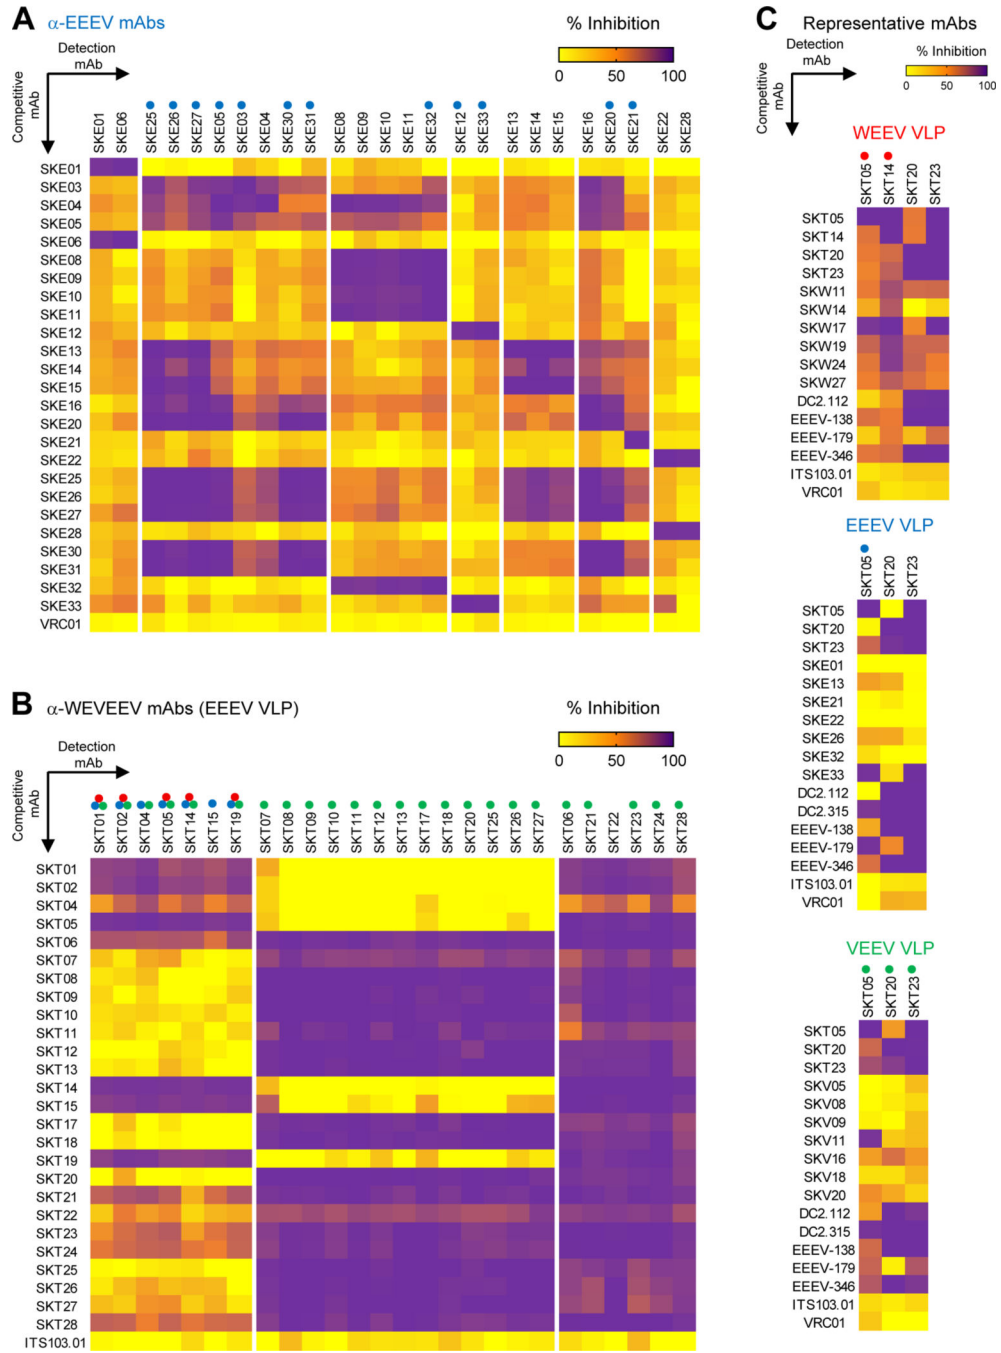 A
α-EEEV mAbs
% Inhibition
0 50 100
Detection
mAb
Competitive
mAb
SKE01 SKE06 SKE25 SKE26 SKE27 SKE05 SKE03 SKE04 SKE30 SKE31 SKE08 SKE09 SKE10 SKE11 SKE32 SKE12 SKE33 SKE13 SKE14 SKE15 SKE16 SKE20 SKE21 SKE22 SKE28
SKE01
SKE03
SKE04
SKE05
SKE06
SKE08
SKE09
SKE10
SKE11
SKE12
SKE13
SKE14
SKE15
SKE16
SKE20
SKE21
SKE22
SKE25
SKE26
SKE27
SKE28
SKE30
SKE31
SKE32
SKE33
VRC01
B
α-WEVEEV mAbs (EEEV VLP)
% Inhibition
0 50 100
Detection
mAb
Competitive
mAb
SKT01 SKT02 SKT04 SKT05 SKT14 SKT15 SKT19 SKT07 SKT08 SKT09 SKT10 SKT11 SKT12 SKT13 SKT17 SKT18 SKT20 SKT25 SKT26 SKT27 SKT06 SKT21 SKT22 SKT23 SKT24 SKT28
SKT01
SKT02
SKT04
SKT05
SKT06
SKT07
SKT08
SKT09
SKT10
SKT11
SKT12
SKT13
SKT14
SKT15
SKT17
SKT18
SKT19
SKT20
SKT21
SKT22
SKT23
SKT24
SKT25
SKT26
SKT27
SKT28
ITS103.01
C
Representative mAbs
Detection
mAb
% Inhibition
0 50 100
Competitive
mAb
WEEV VLP
SKT05 SKT14 SKT20 SKT23
SKT05
SKT14
SKT20
SKT23
SKW11
SKW14
SKW17
SKW19
SKW24
SKW27
DC2.112
EEEV-138
EEEV-179
EEEV-346
ITS103.01
VRC01
EEEV VLP
SKT05 SKT20 SKT23
SKT05
SKT20
SKT23
SKE01
SKE13
SKE21
SKE22
SKE26
SKE32
SKE33
DC2.112
DC2.315
EEEV-138
EEEV-179
EEEV-346
ITS103.01
VRC01
VEEV VLP
SKT05 SKT20 SKT23
SKT05
SKT20
SKT23
SKV05
SKV08
SKV09
SKV11
SKV16
SKV18
SKV20
DC2.112
DC2.315
EEEV-138
EEEV-179
EEEV-346
ITS103.01
VRC01